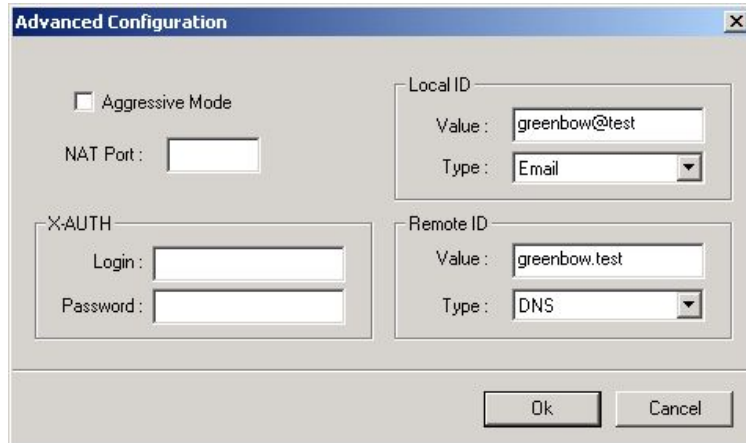 Advanced Configuration
Aggressive Mode
NAT Port :
X-AUTH
Login :
Password :
Local ID
Value : greenbow@test
Type : Email
Remote ID
Value : greenbow.test
Type : DNS
Ok
Cancel